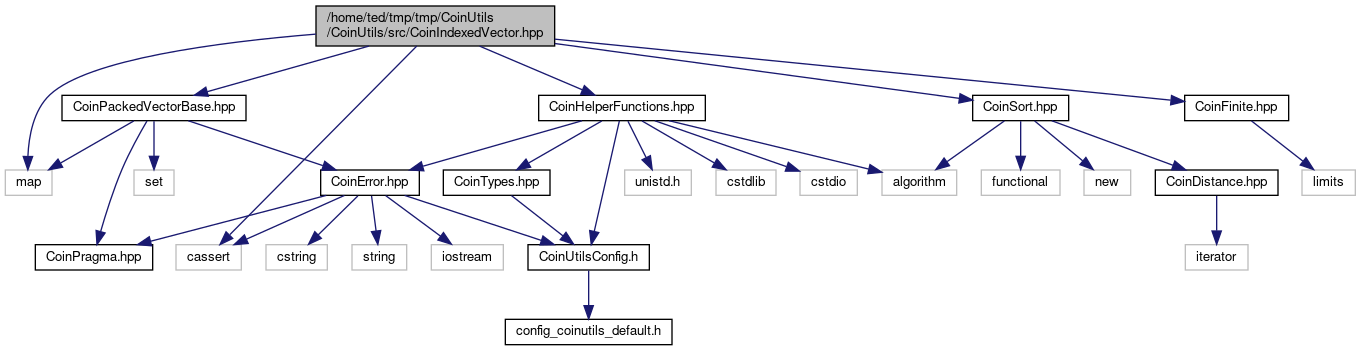 /home/ted/tmp/tmp/CoinUtils
/CoinUtils/src/CoinIndexedVector.hpp
CoinPackedVectorBase.hpp
CoinHelperFunctions.hpp
CoinSort.hpp
CoinFinite.hpp
map
set
CoinError.hpp
CoinTypes.hpp
unistd.h
cstdlib
cstdio
algorithm
functional
new
CoinDistance.hpp
limits
CoinPragma.hpp
cassert
cstring
string
iostream
CoinUtilsConfig.h
iterator
config_coinutils_default.h